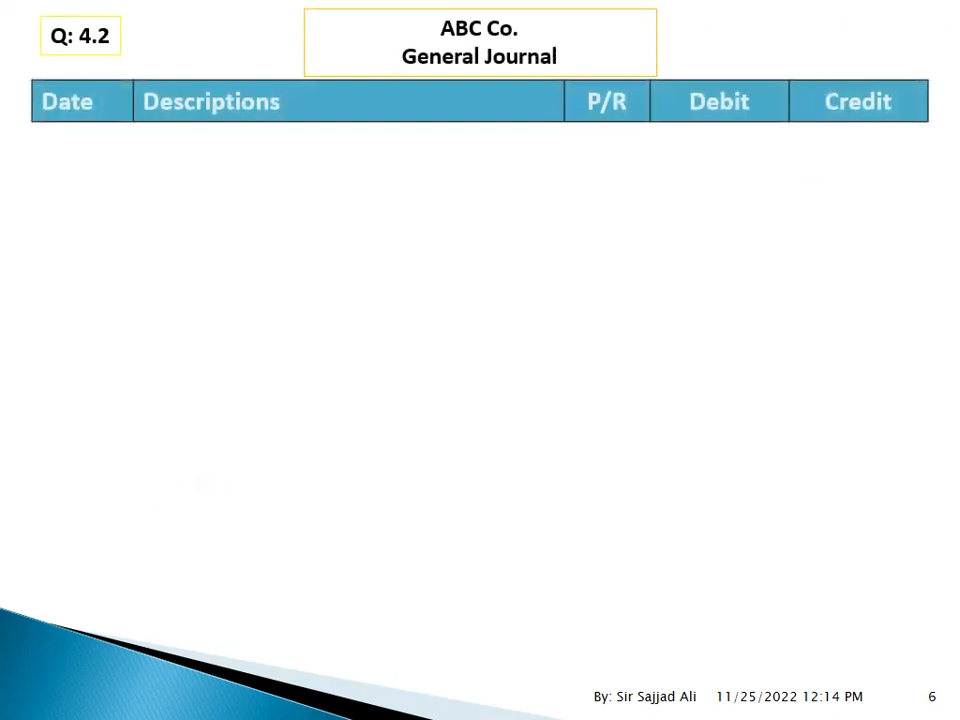 Q: 4.2
ABC Co.
General Journal
Date Descriptions P/R Debit Credit
By: Sir Sajjad Ali 11/25/2022 12:14 PM 6